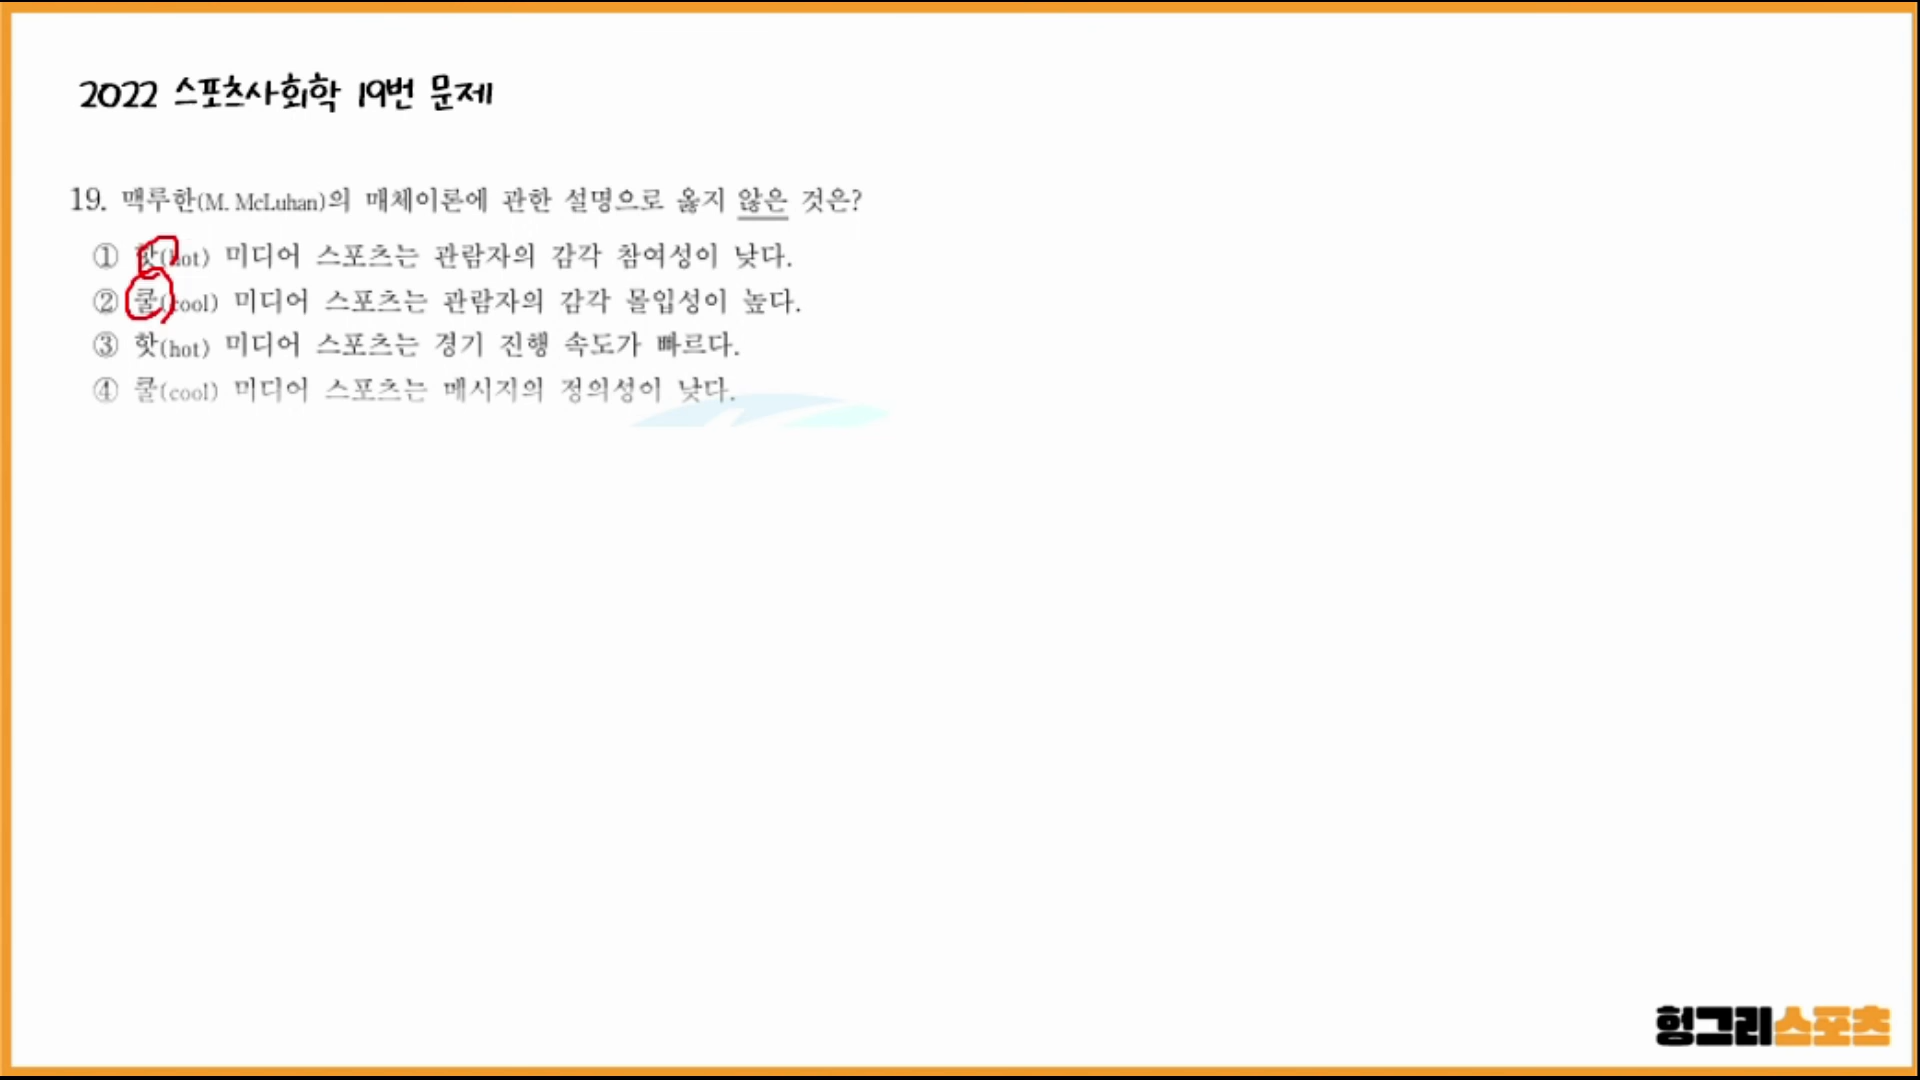 2022 스포츠사회학 19번 문제
19. 맥루한(M. McLuhan)의 매체이론에 관한 설명으로 옳지 않은 것은?
① 핫(hot) 미디어 스포츠는 관람자의 감각 참여성이 낮다.
② 쿨(cool) 미디어 스포츠는 관람자의 감각 몰입성이 높다.
③ 핫(hot) 미디어 스포츠는 경기 진행 속도가 빠르다.
④ 쿨(cool) 미디어 스포츠는 메시지의 정의성이 낮다.
헝그리스포츠